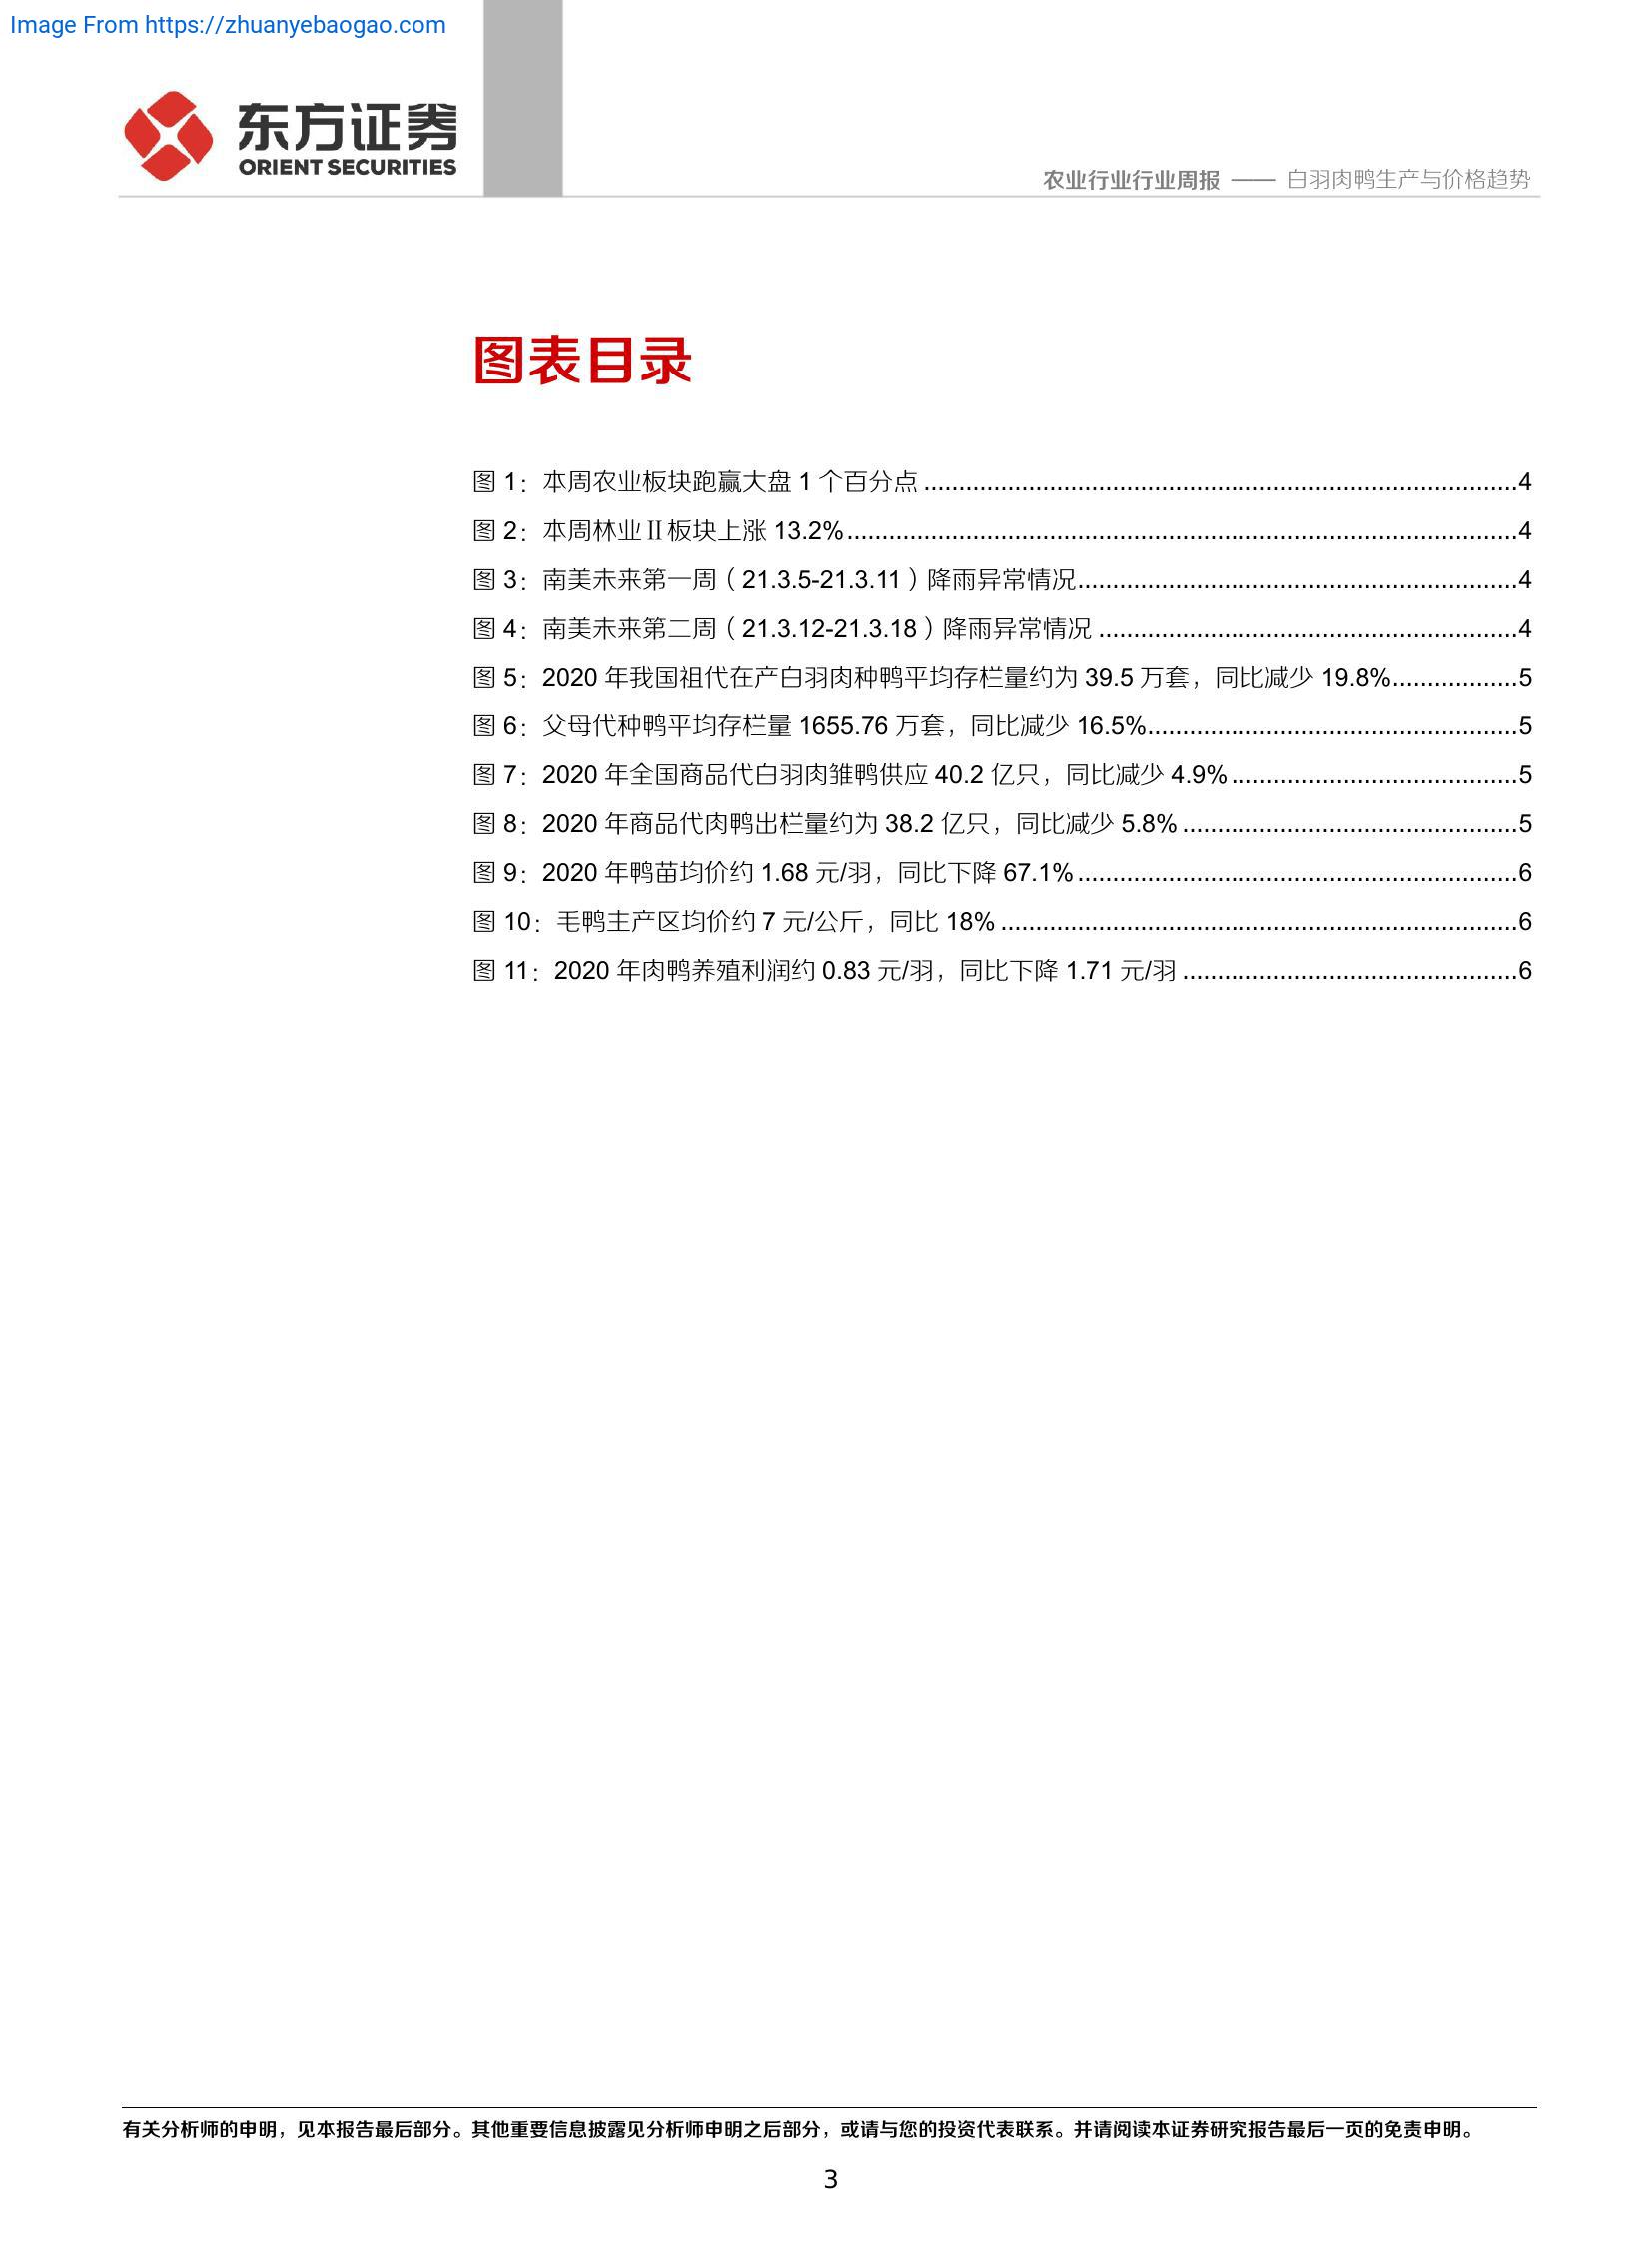 Image From https://zhuanyebaogao.com
东方证券
ORIENT SECURITIES
农业行业行业周报 —— 白羽肉鸭生产与价格趋势
图表目录
图 1：本周农业板块跑赢大盘 1 个百分点 ....................................................................................4
图 2：本周林业Ⅱ板块上涨 13.2%...............................................................................................4
图 3：南美未来第一周（21.3.5-21.3.11）降雨异常情况..............................................................4
图 4：南美未来第二周（21.3.12-21.3.18）降雨异常情况 ...........................................................4
图 5：2020 年我国祖代在产白羽肉种鸭平均存栏量约为 39.5 万套，同比减少 19.8%..................5
图 6：父母代种鸭平均存栏量 1655.76 万套，同比减少 16.5%.....................................................5
图 7：2020 年全国商品代白羽肉雏鸭供应 40.2 亿只，同比减少 4.9% .........................................5
图 8：2020 年商品代肉鸭出栏量约为 38.2 亿只，同比减少 5.8% ................................................5
图 9：2020 年鸭苗均价约 1.68 元/羽，同比下降 67.1% ...............................................................6
图 10：毛鸭主产区均价约 7 元/公斤，同比 18% ..........................................................................6
图 11：2020 年肉鸭养殖利润约 0.83 元/羽，同比下降 1.71 元/羽 ................................................6
有关分析师的申明，见本报告最后部分。其他重要信息披露见分析师申明之后部分，或请与您的投资代表联系。并请阅读本证券研究报告最后一页的免责申明。
3